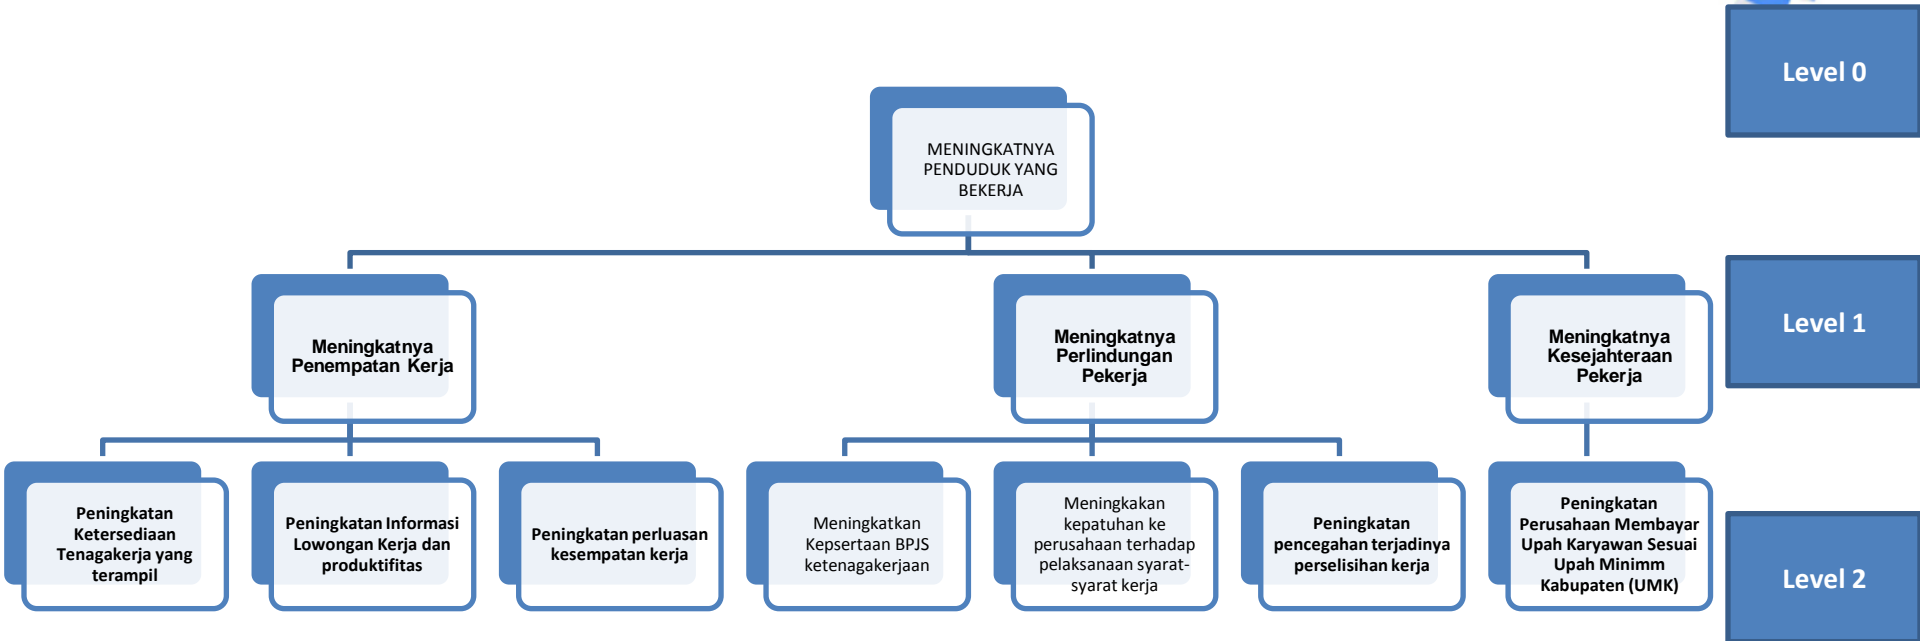 Level 0
MENINGKATNYA
PENDUDUK YANG
BEKERJA
Meningkatnya
Penempatan Kerja
Meningkatnya
Perlindungan
Pekerja
Meningkatnya
Kesejahteraan
Pekerja
Level 1
Peningkatan
Ketersediaan
Tenagakerja yang
terampil
Peningkatan Informasi
Lowongan Kerja dan
produktifitas
Peningkatan perluasan
kesempatan kerja
Meningkatkan
Kepsertaan BPJS
ketenagakerjaan
Meningkakan
kepatuhan ke
perusahaan terhadap
pelaksanaan syarat-
syarat kerja
Peningkatan
pencegahan terjadinya
perselisihan kerja
Peningkatan
Perusahaan Membayar
Upah Karyawan Sesuai
Upah Minimm
Kabupaten (UMK)
Level 2